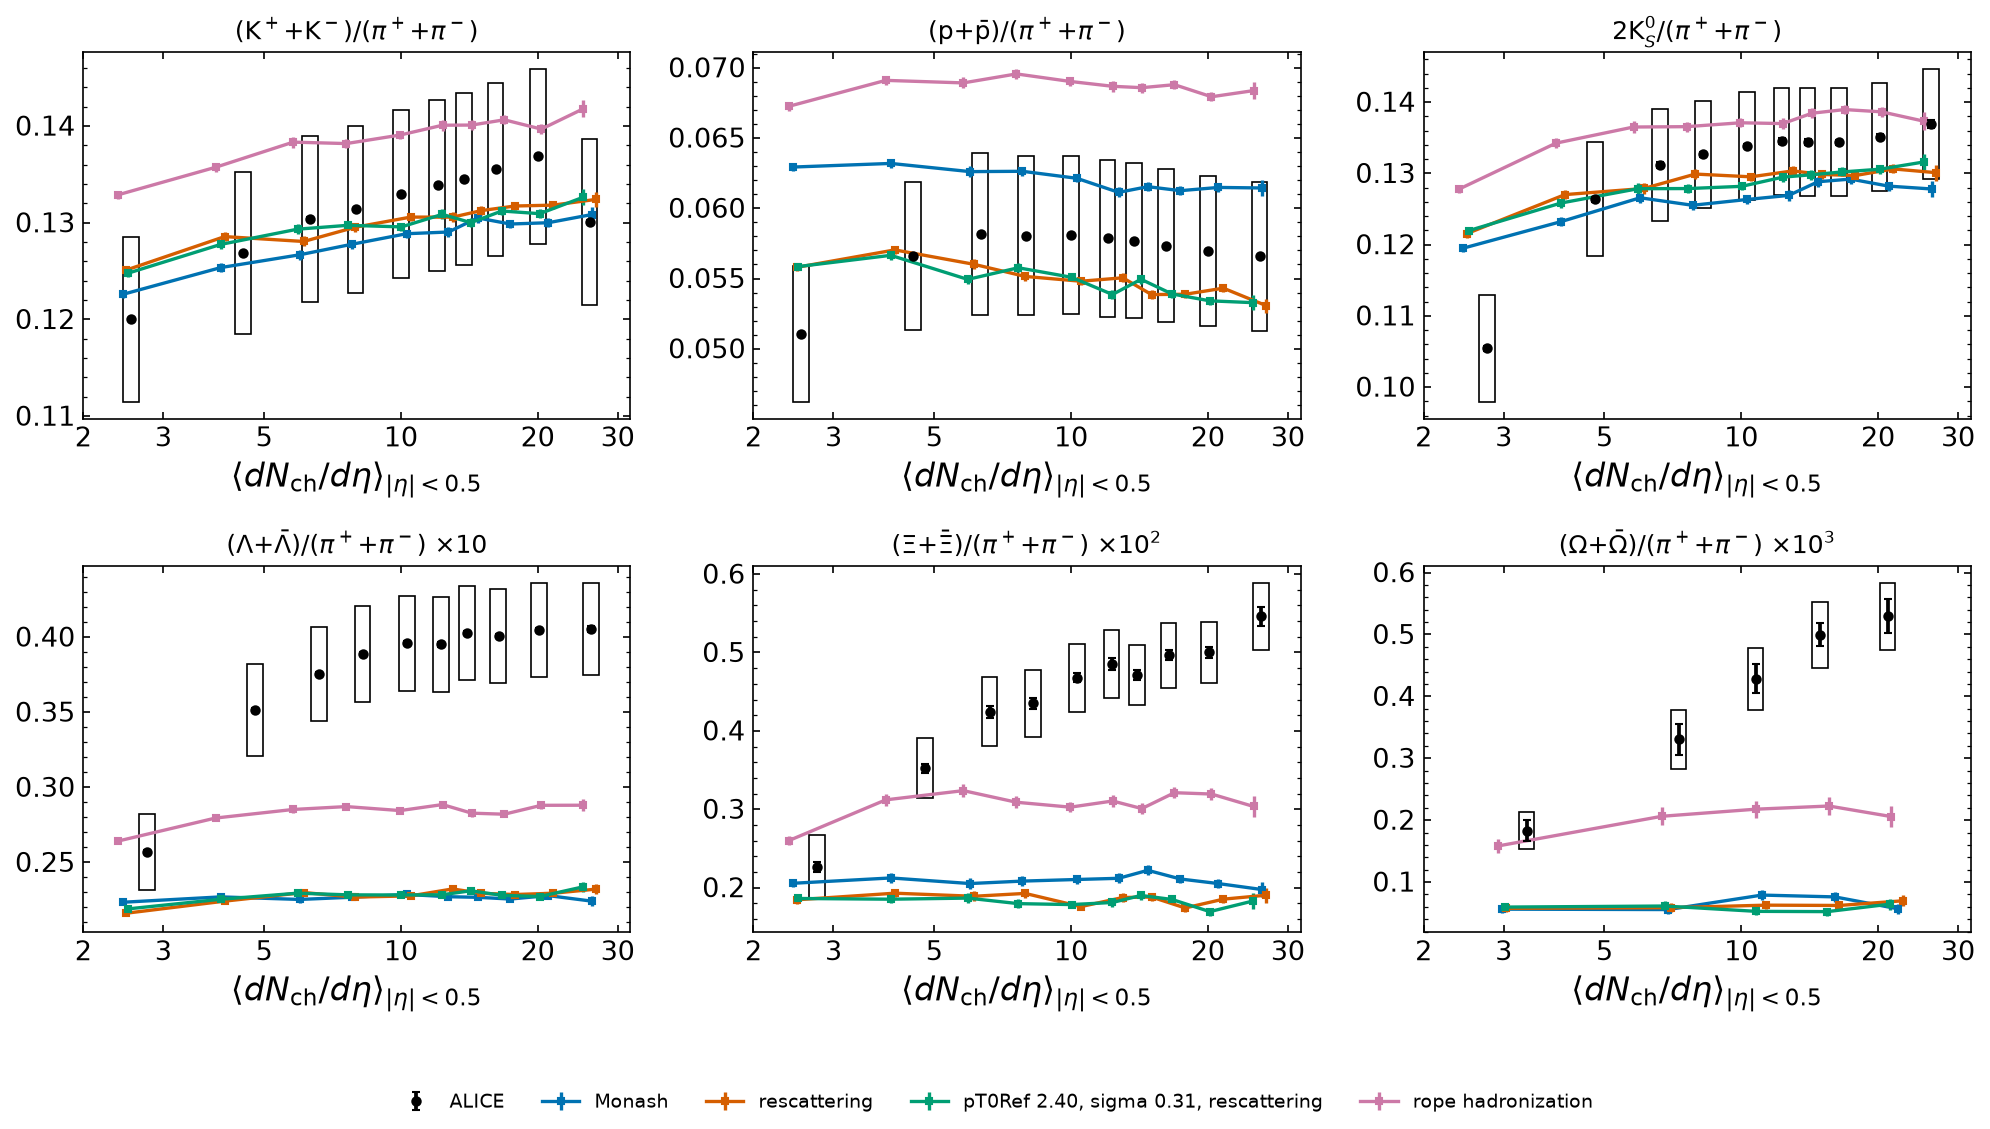 (K⁺+K⁻)/(π⁺+π⁻)
0.14
0.13
0.12
0.11
2 3 5 10 20 30
⟨dN_ch/dη⟩_|η|<0.5
(p+p̄)/(π⁺+π⁻)
0.070
0.065
0.060
0.055
0.050
2 3 5 10 20 30
⟨dN_ch/dη⟩_|η|<0.5
2K⁰_S/(π⁺+π⁻)
0.14
0.13
0.12
0.11
0.10
2 3 5 10 20 30
⟨dN_ch/dη⟩_|η|<0.5
(Λ+Λ̄)/(π⁺+π⁻) ×10
0.40
0.35
0.30
0.25
2 3 5 10 20 30
⟨dN_ch/dη⟩_|η|<0.5
(Ξ+Ξ̄)/(π⁺+π⁻) ×10²
0.6
0.5
0.4
0.3
0.2
2 3 5 10 20 30
⟨dN_ch/dη⟩_|η|<0.5
(Ω+Ω̄)/(π⁺+π⁻) ×10³
0.6
0.5
0.4
0.3
0.2
0.1
2 3 5 10 20 30
⟨dN_ch/dη⟩_|η|<0.5
ALICE Monash rescattering pT0Ref 2.40, sigma 0.31, rescattering rope hadronization